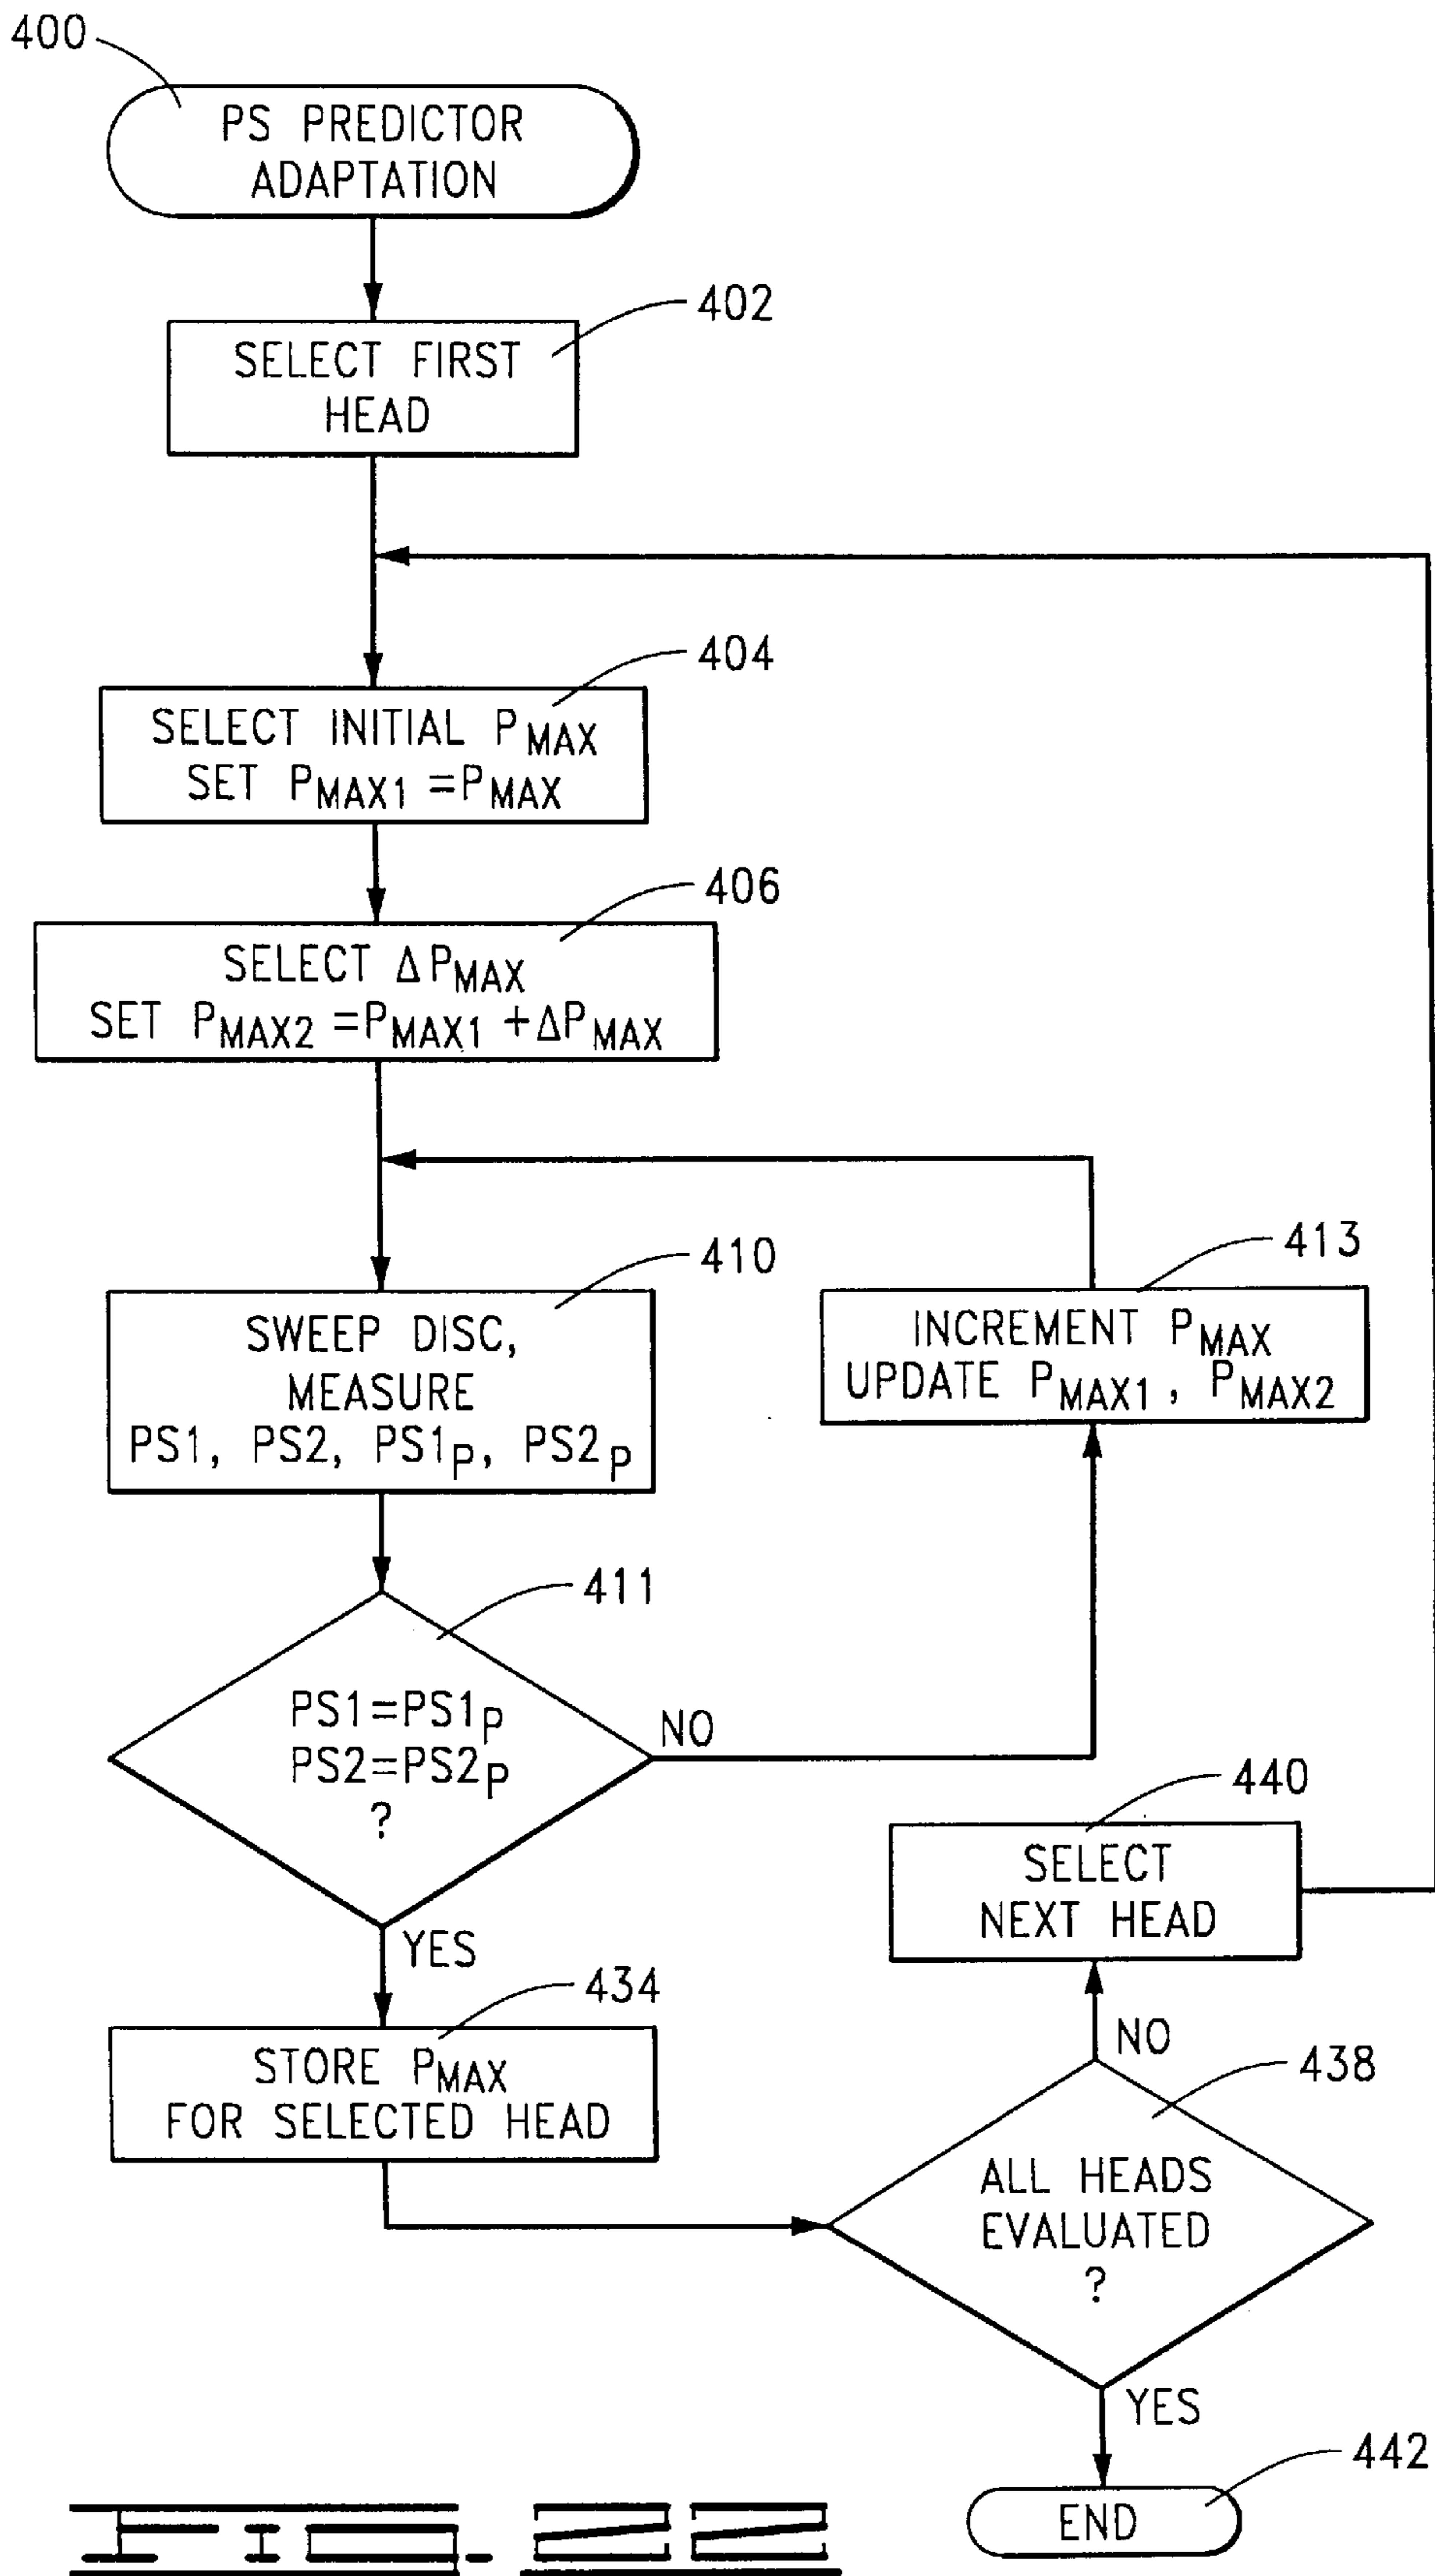 400
PS PREDICTOR
ADAPTATION
402
SELECT FIRST
HEAD
404
SELECT INITIAL PMAX
SET PMAX1 =PMAX
406
SELECT ΔPMAX
SET PMAX2 =PMAX1 +ΔPMAX
410
SWEEP DISC,
MEASURE
PS1, PS2, PS1P, PS2P
413
INCREMENT PMAX
UPDATE PMAX1 , PMAX2
411
PS1=PS1P
PS2=PS2P
?
NO
YES
440
SELECT
NEXT HEAD
434
STORE PMAX
FOR SELECTED HEAD
NO
438
ALL HEADS
EVALUATED
?
YES
442
END
FIG. 22